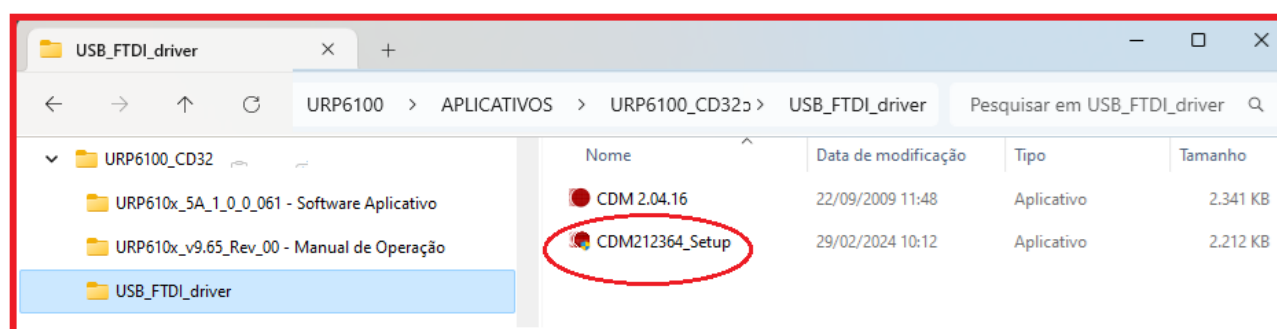 USB_FTDI_driver
URP6100 > APLICATIVOS > URP6100_CD32 > USB_FTDI_driver Pesquisar em USB_FTDI_driver
URP6100_CD32
URP610x_5A_1_0_0_061 - Software Aplicativo
URP610x_v9.65_Rev_00 - Manual de Operação
USB_FTDI_driver
Nome Data de modificação Tipo Tamanho
CDM 2.04.16 22/09/2009 11:48 Aplicativo 2.341 KB
CDM212364_Setup 29/02/2024 10:12 Aplicativo 2.212 KB